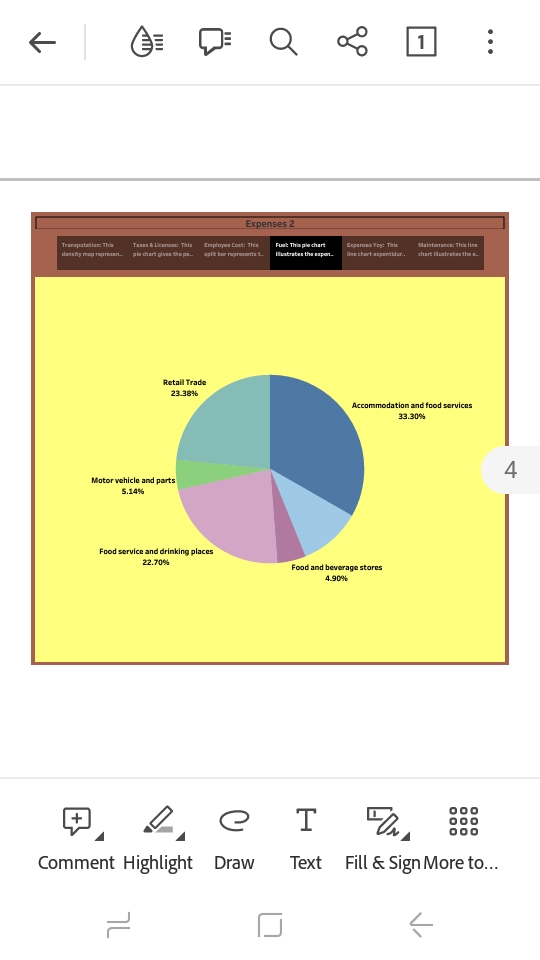 1
Expenses 2
Transpotation: This
density map represen..
Taxes & Licenses: This
pie chart gives the pe..
Employee Cost: This
split bar represents t..
Fuel: This pie chart
illustrates the expen..
Expenses Yoy: This
line chart expentidur..
Maintenance: This line
chart illustrates the e..
Retail Trade
23.38%
Accommodation and food services
33.30%
4
Motor vehicle and parts
5.14%
Food service and drinking places
22.70%
Food and beverage stores
4.90%
Comment
Highlight
Draw
Text
Fill & Sign
More to...